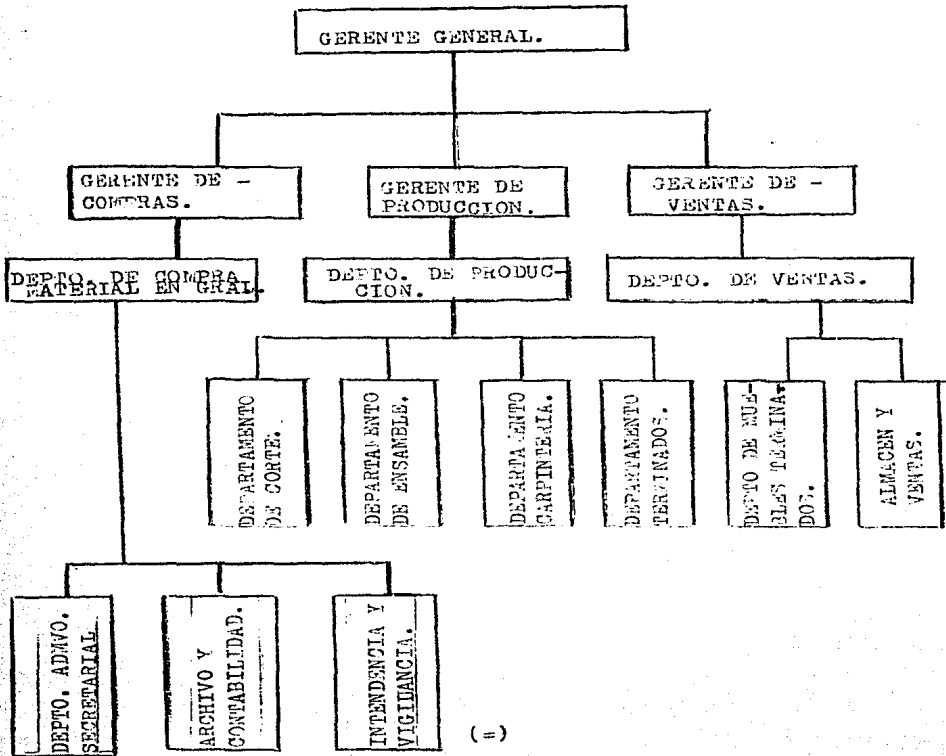 GERENTE GENERAL.
GERENTE DE -
COMPRAS.
GERENTE DE
PRODUCCION.
GERENTE DE -
VENTAS.
DEPTO. DE COMPRA
MATERIAL EN GRAL.
DEPTO. DE PRODUC-
CION.
DEPTO. DE VENTAS.
DEPARTAMENTO
DE CORTE.
DEPARTAMENTO
DE ENSAMBLE.
DEPARTAMENTO
CARPINTERIA.
DEPARTAMENTO
TERMINADOS.
DEPTO DE MUE-
BLES TERMINA-
DOS.
ALMACEN Y
VENTAS.
DEPTO. ADMVO.
SECRETARIAL
ARCHIVO Y
CONTABILIDAD.
INTENDENCIA Y
VIGIDANCIA.
(=)